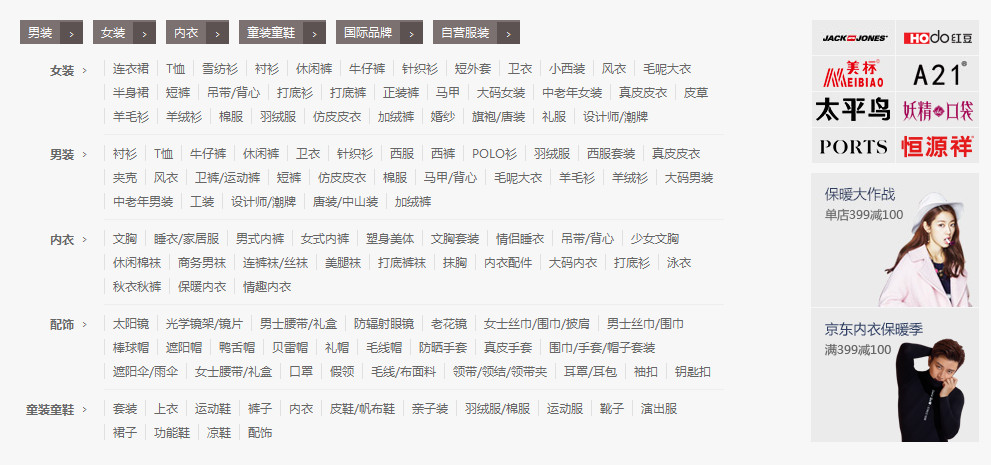 男装 > 女装 > 内衣 > 童装童鞋 > 国际品牌 > 自营服装 >
女装 > 连衣裙 T恤 雪纺衫 衬衫 休闲裤 牛仔裤 针织衫 短外套 卫衣 小西装 风衣 毛呢大衣
半身裙 短裤 吊带/背心 打底衫 打底裤 正装裤 马甲 大码女装 中老年女装 真皮皮衣 皮草
羊毛衫 羊绒衫 棉服 羽绒服 仿皮皮衣 加绒裤 婚纱 旗袍/唐装 礼服 设计师/潮牌
男装 > 衬衫 T恤 牛仔裤 休闲裤 卫衣 针织衫 西服 西裤 POLO衫 羽绒服 西服套装 真皮皮衣
夹克 风衣 卫裤/运动裤 短裤 仿皮皮衣 棉服 马甲/背心 毛呢大衣 羊毛衫 羊绒衫 大码男装
中老年男装 工装 设计师/潮牌 唐装/中山装 加绒裤
内衣 > 文胸 睡衣/家居服 男式内裤 女式内裤 塑身美体 文胸套装 情侣睡衣 吊带/背心 少女文胸
休闲棉袜 商务男袜 连裤袜/丝袜 美腿袜 打底裤袜 抹胸 内衣配件 大码内衣 打底衫 泳衣
秋衣秋裤 保暖内衣 情趣内衣
配饰 > 太阳镜 光学镜架/镜片 男士腰带/礼盒 防辐射眼镜 老花镜 女士丝巾/围巾/披肩 男士丝巾/围巾
棒球帽 遮阳帽 鸭舌帽 贝雷帽 礼帽 毛线帽 防晒手套 真皮手套 围巾/手套/帽子套装
遮阳伞/雨伞 女士腰带/礼盒 口罩 假领 毛线/布面料 领带/领结/领带夹 耳罩/耳包 袖扣 钥匙扣
童装童鞋 > 套装 上衣 运动鞋 裤子 内衣 皮鞋/帆布鞋 亲子装 羽绒服/棉服 运动服 靴子 演出服
裙子 功能鞋 凉鞋 配饰
JACK JONES HOdo红豆
美标 MEIBIAO A21
太平鸟 妖精口袋
PORTS 恒源祥
保暖大作战
单店399减100
京东内衣保暖季
满399减100